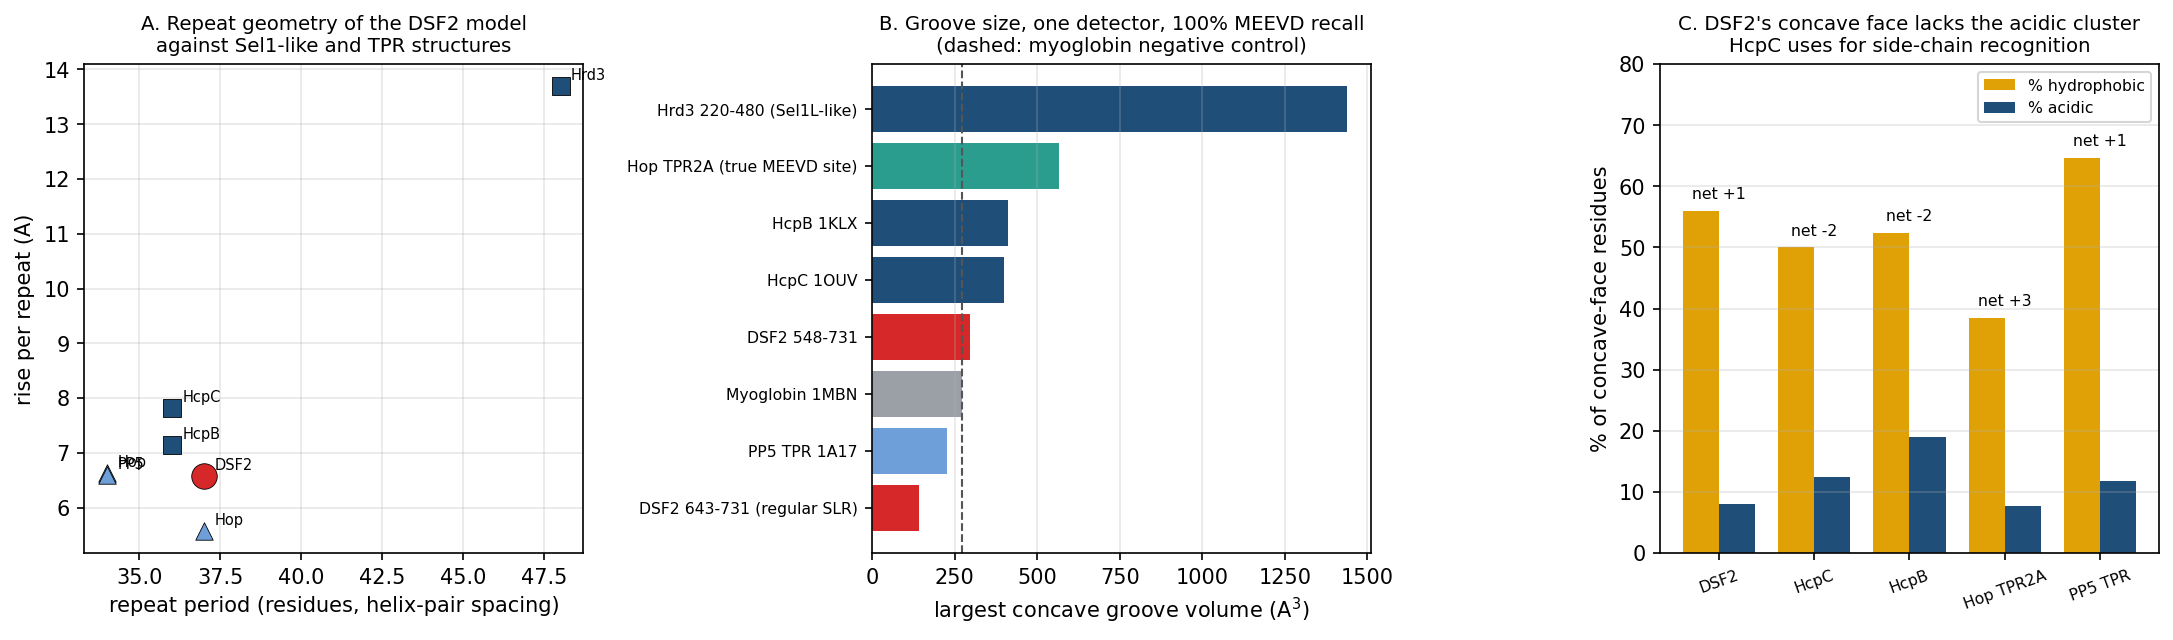 A. Repeat geometry of the DSF2 model
against Sel1-like and TPR structures
14
13
12
11
10
9
8
7
6
rise per repeat (A)
Hrd3
HcpC
HcpB
PP5
Hop
DSF2
Hop
35.0 37.5 40.0 42.5 45.0 47.5
repeat period (residues, helix-pair spacing)
B. Groove size, one detector, 100% MEEVD recall
(dashed: myoglobin negative control)
Hrd3 220-480 (Sel1L-like)
Hop TPR2A (true MEEVD site)
HcpB 1KLX
HcpC 1OUV
DSF2 548-731
Myoglobin 1MBN
PP5 TPR 1A17
DSF2 643-731 (regular SLR)
0 250 500 750 1000 1250 1500
largest concave groove volume (A³)
C. DSF2's concave face lacks the acidic cluster
HcpC uses for side-chain recognition
80
70
60
50
40
30
20
10
0
% of concave-face residues
% hydrophobic
% acidic
net +1
net -2
net -2
net +3
net +1
DSF2 HcpC HcpB Hop TPR2A PP5 TPR